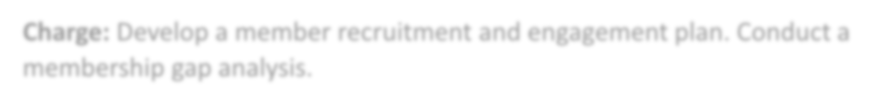 Charge: Develop a member recruitment and engagement plan. Conduct a
membership gap analysis.